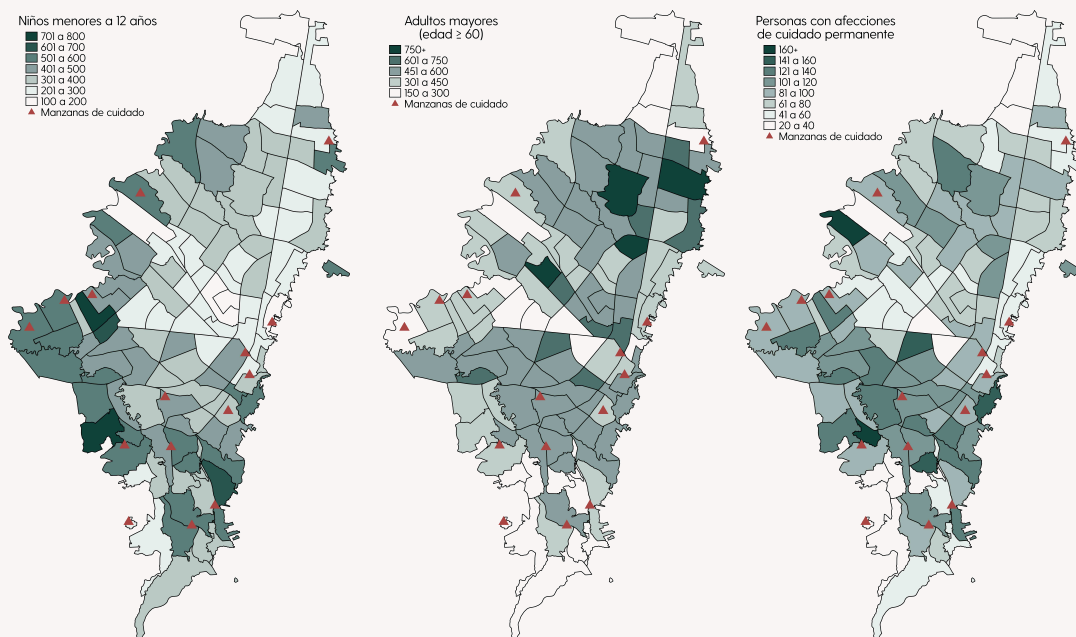 Niños menores a 12 años
701 a 800
601 a 700
501 a 600
401 a 500
301 a 400
201 a 300
100 a 200
Manzanas de cuidado
Adultos mayores
(edad ≥ 60)
750+
601 a 750
451 a 600
301 a 450
150 a 300
Manzanas de cuidado
Personas con afecciones
de cuidado permanente
160+
141 a 160
121 a 140
101 a 120
81 a 100
61 a 80
41 a 60
20 a 40
Manzanas de cuidado